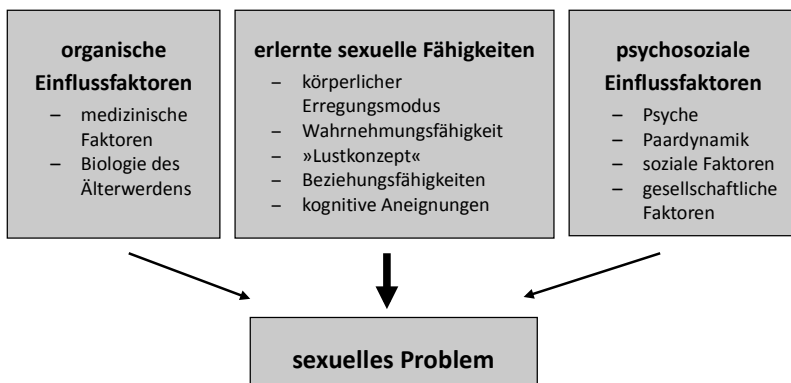 organische
Einflussfaktoren
– medizinische
Faktoren
– Biologie des
Älterwerdens
erlernte sexuelle Fähigkeiten
– körperlicher
Erregungsmodus
– Wahrnehmungsfähigkeit
– »Lustkonzept«
– Beziehungsfähigkeiten
– kognitive Aneignungen
psychosoziale
Einflussfaktoren
– Psyche
– Paardynamik
– soziale Faktoren
– gesellschaftliche
Faktoren
sexuelles Problem